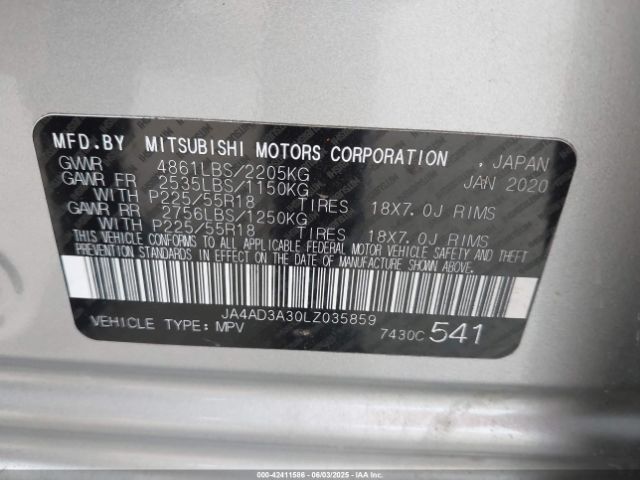 MFD.BY MITSUBISHI MOTORS CORPORATION , JAPAN
GVWR 4861LBS/2205KG JAN 2020
GAWR FR 2535LBS/1150KG
WITH P225/55R18 TIRES 18X7.0J RIMS
GAWR RR 2756LBS/1250KG
WITH P225/55R18 TIRES 18X7.0J RIMS
THIS VEHICLE CONFORMS TO ALL APPLICABLE FEDERAL MOTOR VEHICLE SAFETY AND THEFT
PREVENTION STANDARDS IN EFFECT ON THE DATE OF MANUFACTURE SHOWN ABOVE.
JA4AD3A30LZ035859
VEHICLE TYPE: MPV 7430C 541
000-42411586 | 06/03/2025 | IAAI.COM